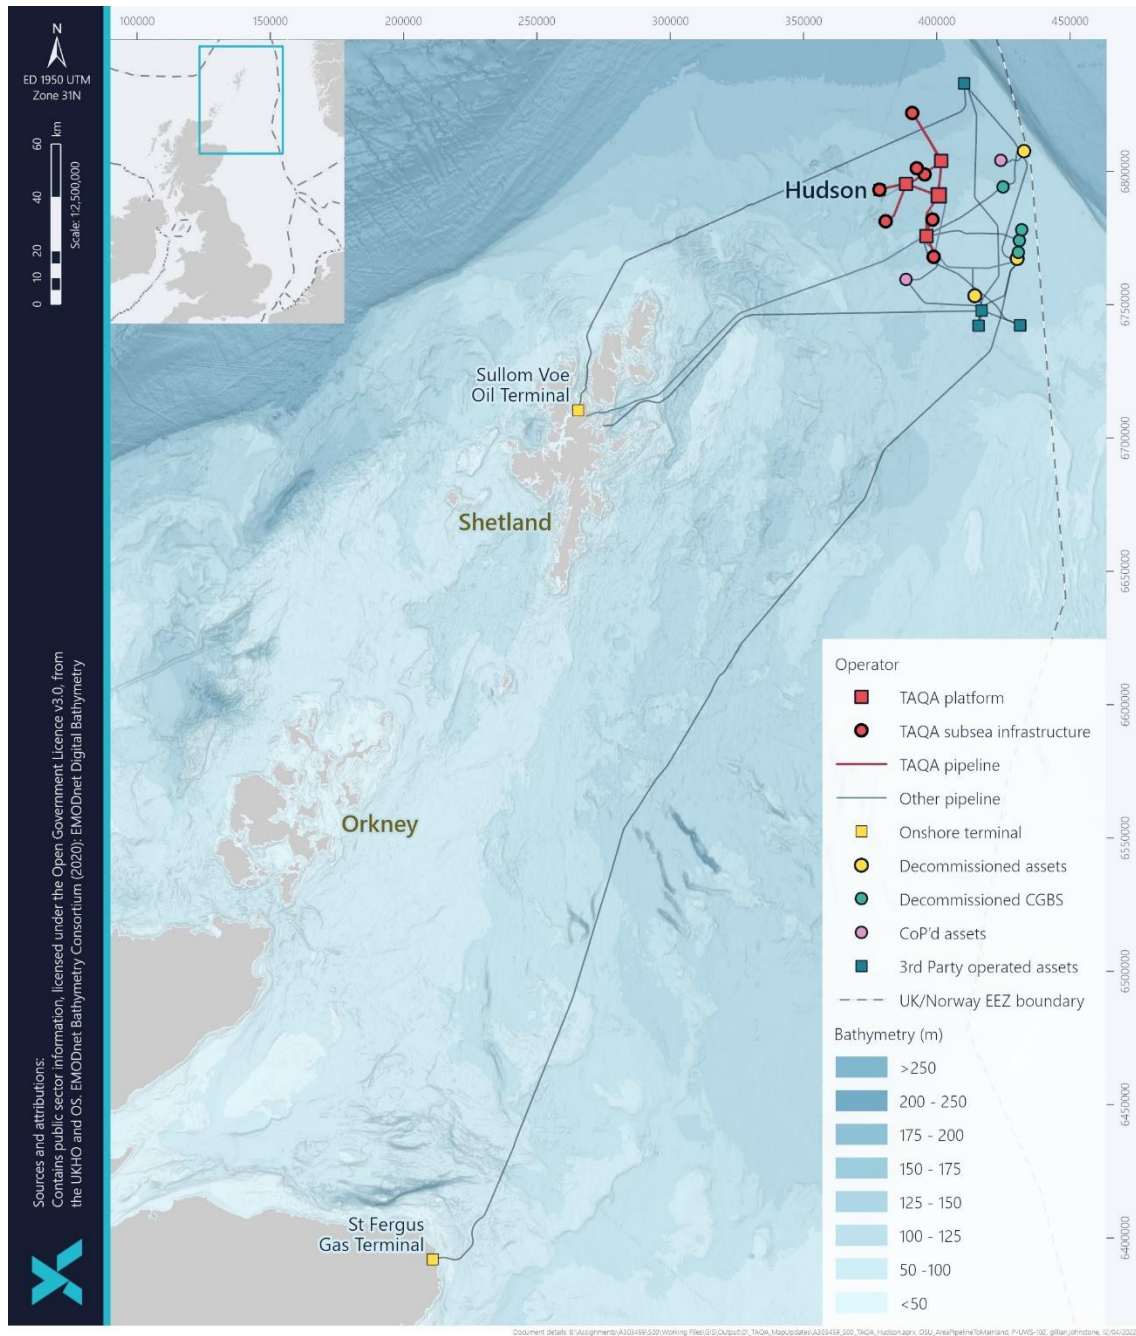 100000 150000 200000 250000 300000 350000 400000 450000
N
ED 1950 UTM
Zone 31N
0 10 20 40 60
km
Scale: 1:2,500,000
Sources and attributions:
Contains public sector information, licensed under the Open Government Licence v3.0, from
the UKHO and OS. EMODnet Bathymetry Consortium (2020): EMODnet Digital Bathymetry
Hudson
Sullom Voe
Oil Terminal
Shetland
Orkney
St Fergus
Gas Terminal
6800000
6750000
6700000
6650000
6600000
6550000
6500000
6450000
6400000
Operator
TAQA platform
TAQA subsea infrastructure
TAQA pipeline
Other pipeline
Onshore terminal
Decommissioned assets
Decommissioned CGBS
CoP'd assets
3rd Party operated assets
UK/Norway EEZ boundary
Bathymetry (m)
>250
200 - 250
175 - 200
150 - 175
125 - 150
100 - 125
50 -100
<50